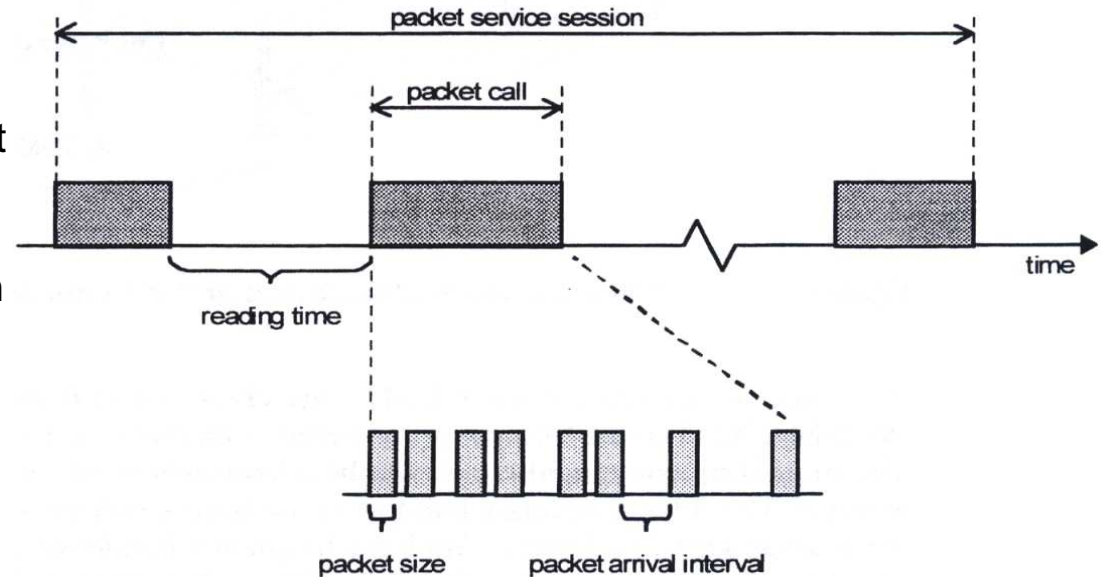 packet service session
packet call
t
n
time
reading time
packet size packet arrival interval